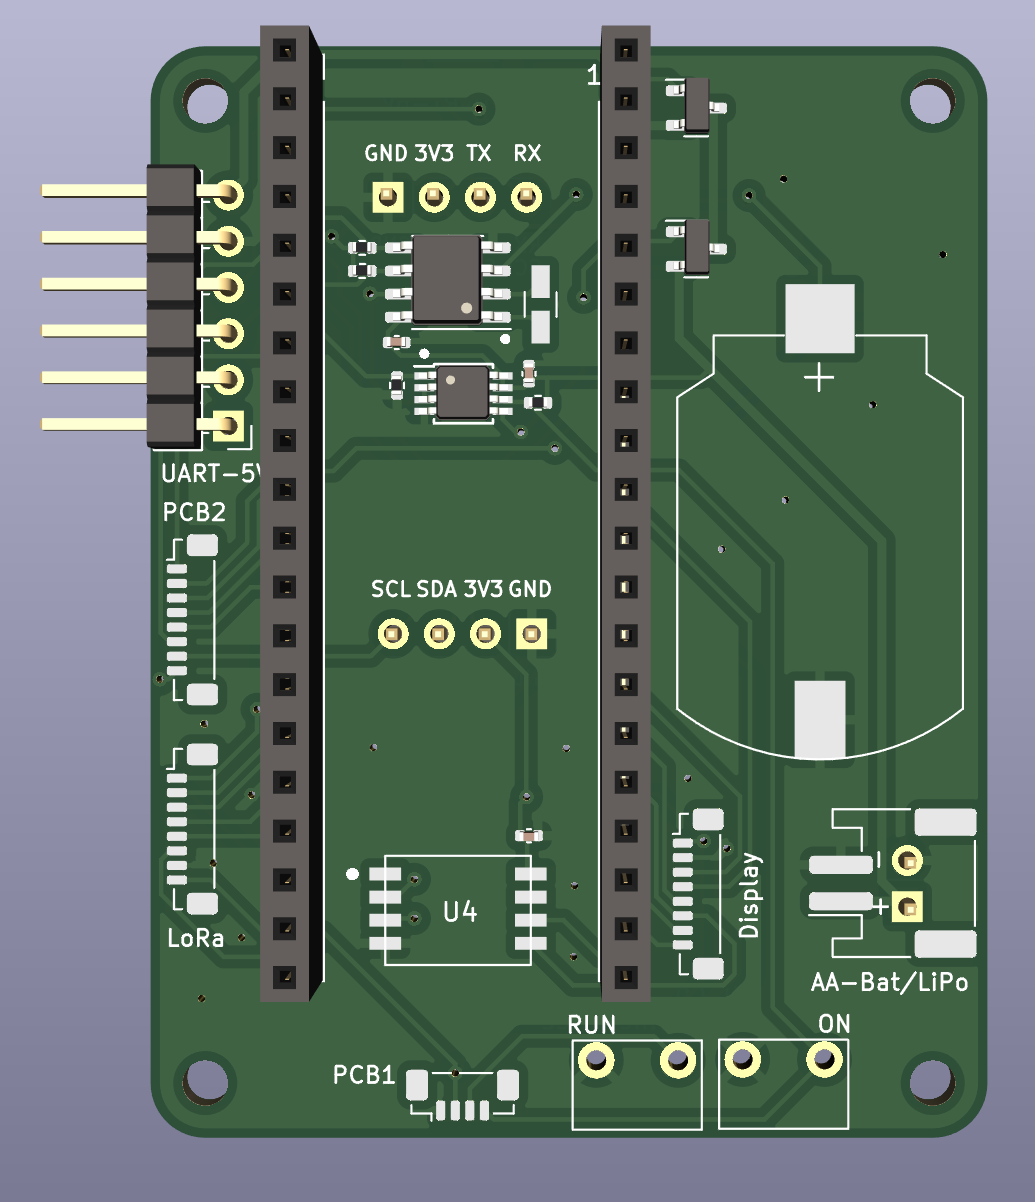 1
GND 3V3 TX RX
UART-5V
PCB2
SCL SDA 3V3 GND
U4
Display
LoRa
+
AA-Bat/LiPo
RUN
ON
PCB1